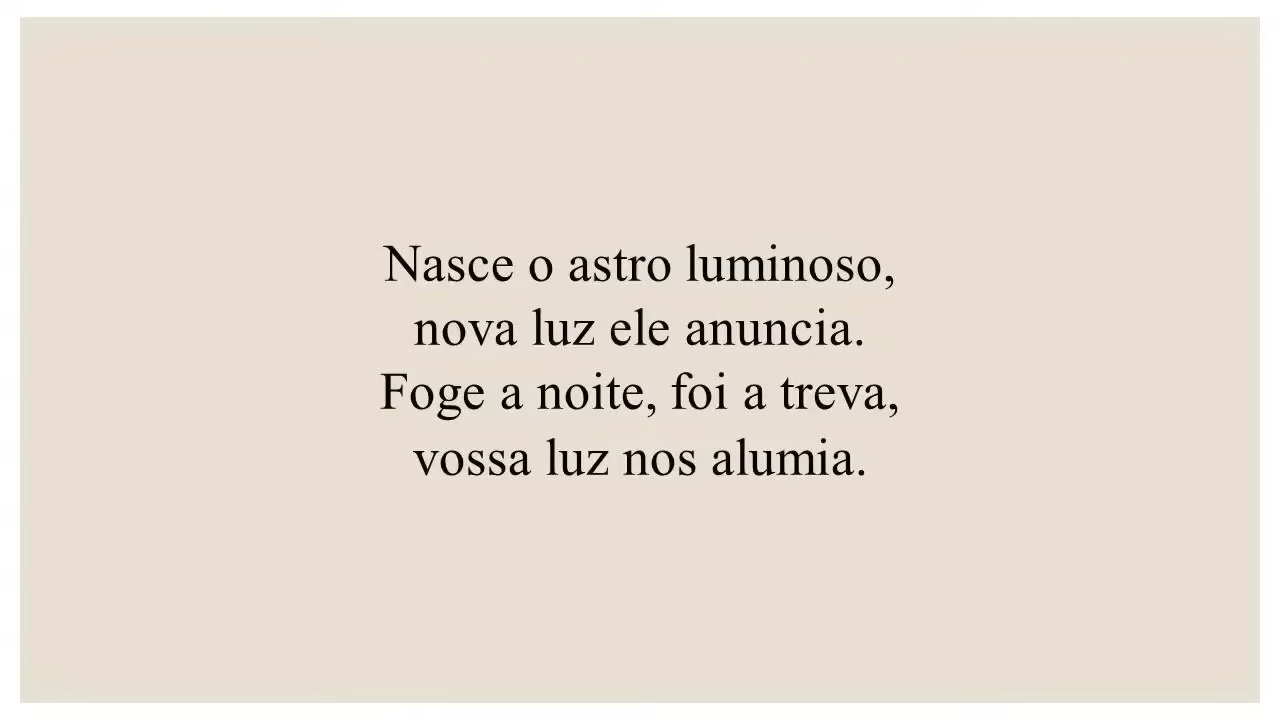 Nasce o astro luminoso,
nova luz ele anuncia.
Foge a noite, foi a treva,
vossa luz nos alumia.